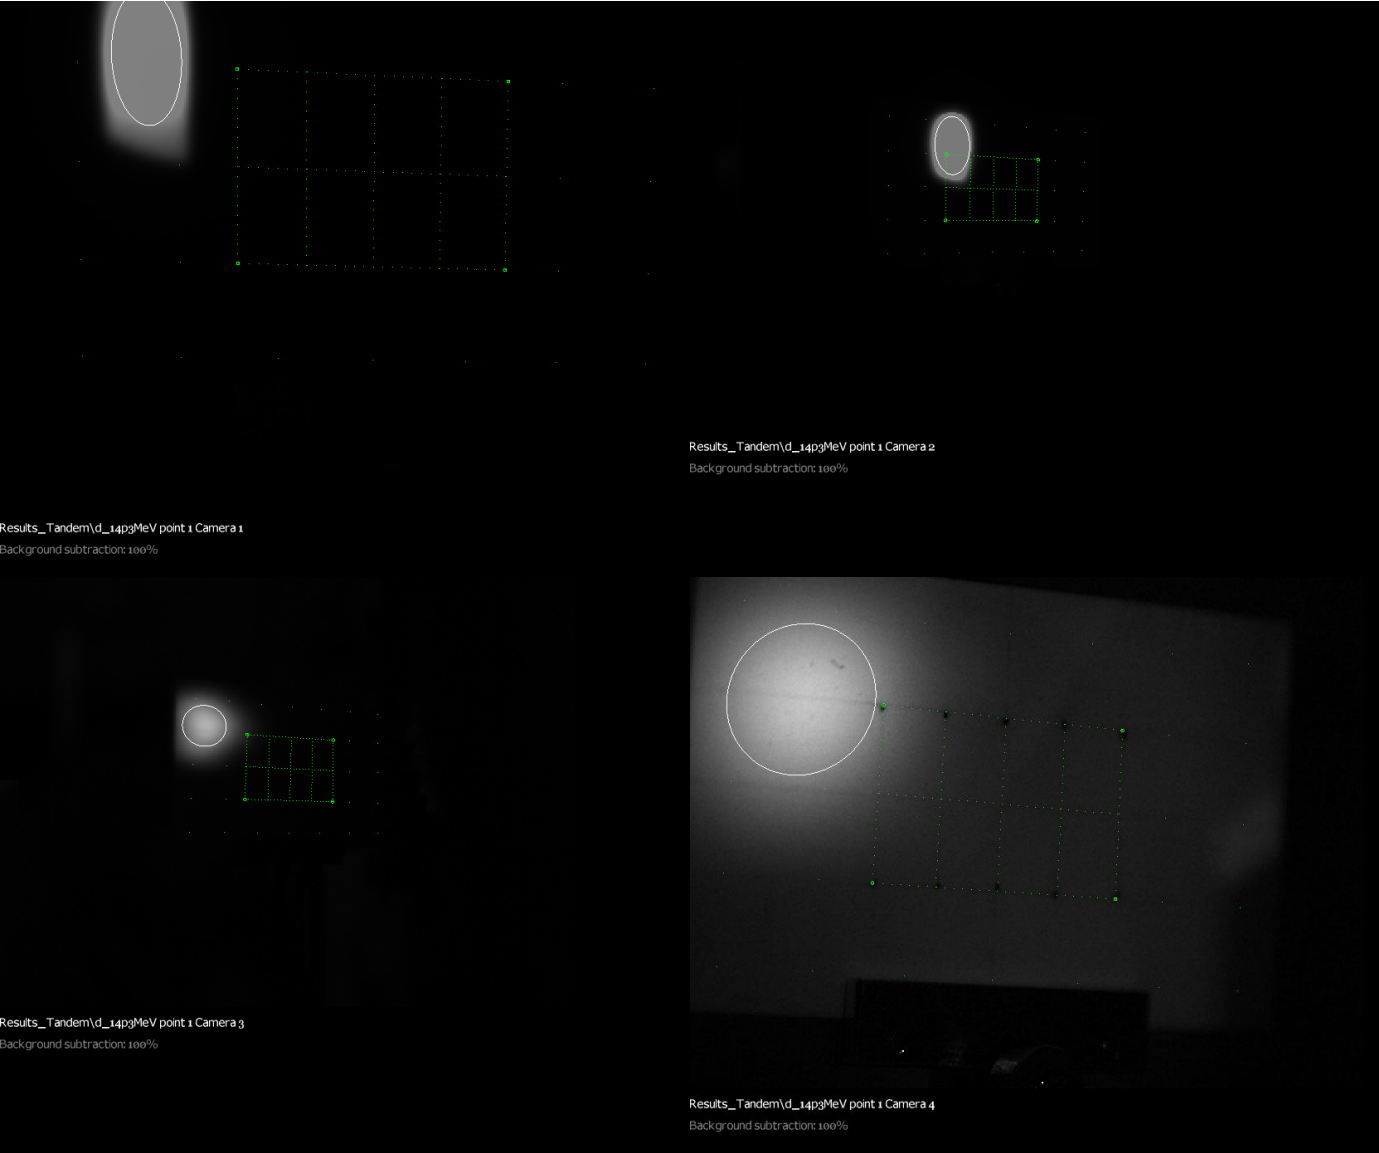 Results_Tandem\d_14p3MeV point 1 Camera 2
Background subtraction: 100%
Results_Tandem\d_14p3MeV point 1 Camera 1
Background subtraction: 100%
Results_Tandem\d_14p3MeV point 1 Camera 3
Background subtraction: 100%
Results_Tandem\d_14p3MeV point 1 Camera 4
Background subtraction: 100%